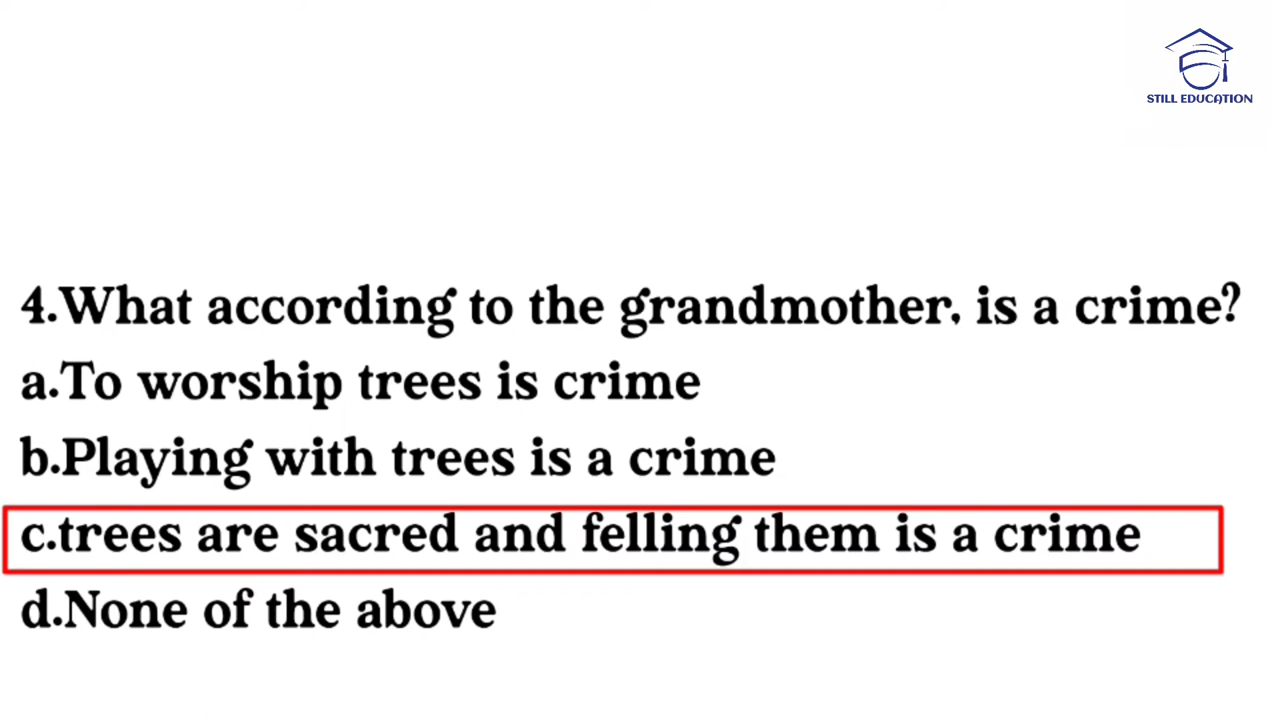 STILL EDUCATION
4.What according to the grandmother. is a crime?
a.To worship trees is crime
b.Playing with trees is a crime
c.trees are sacred and felling them is a crime
d.None of the above